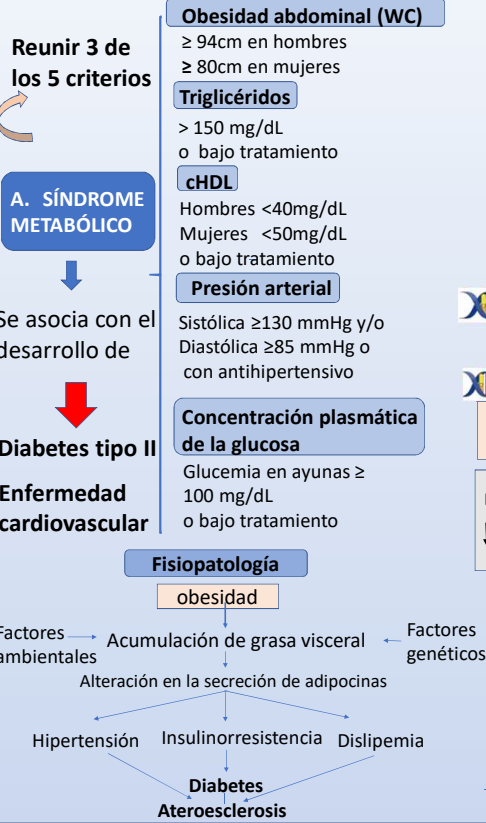 Reunir 3 de
los 5 criterios
A. SÍNDROME
METABÓLICO
Se asocia con el
desarrollo de
Diabetes tipo II
Enfermedad
cardiovascular
Obesidad abdominal (WC)
≥ 94cm en hombres
≥ 80cm en mujeres
Triglicéridos
> 150 mg/dL
o bajo tratamiento
cHDL
Hombres <40mg/dL
Mujeres <50mg/dL
o bajo tratamiento
Presión arterial
Sistólica ≥130 mmHg y/o
Diastólica ≥85 mmHg o
con antihipertensivo
Concentración plasmática
de la glucosa
Glucemia en ayunas ≥
100 mg/dL
o bajo tratamiento
Fisiopatología
obesidad
Factores
ambientales
Acumulación de grasa visceral
Factores
genéticos
Alteración en la secreción de adipocinas
Hipertensión Insulinorresistencia Dislipemia
Diabetes
Ateroesclerosis